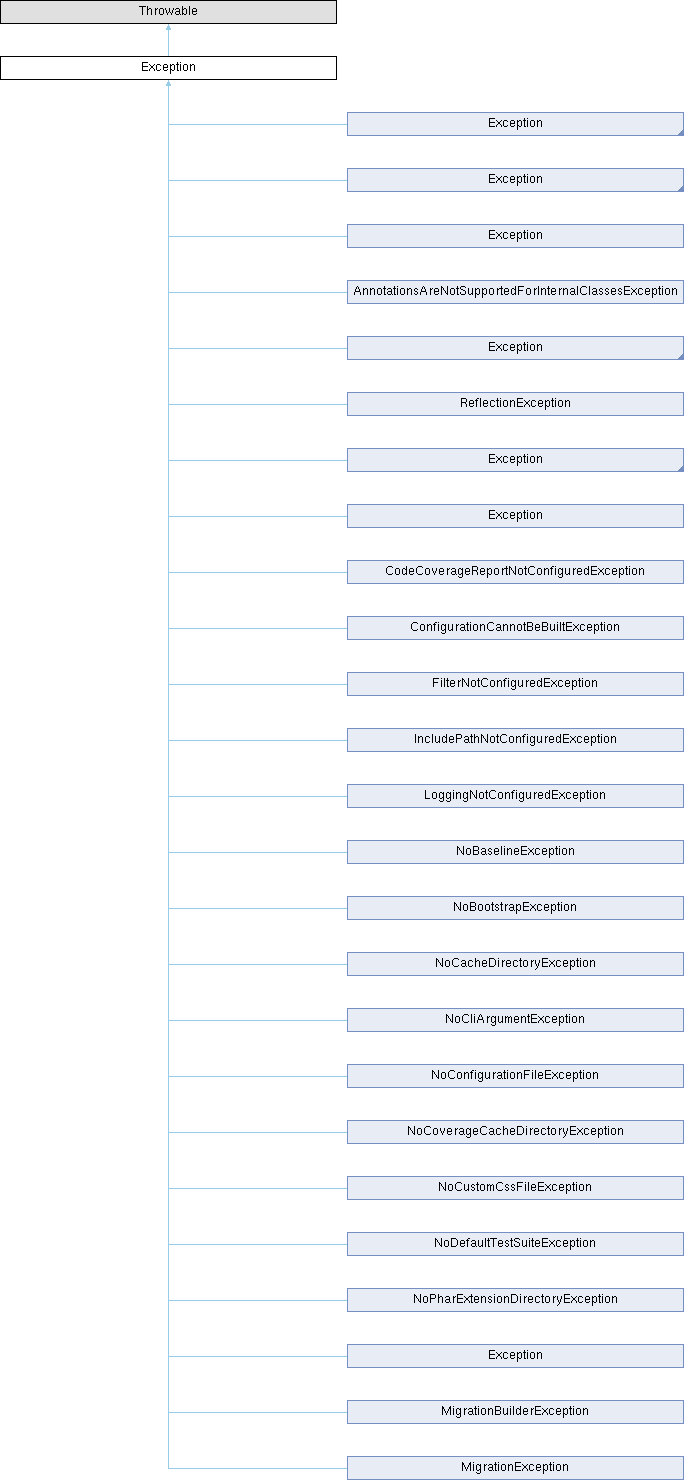 Throwable
Exception
Exception
Exception
Exception
AnnotationsAreNotSupportedForInternalClassesException
Exception
ReflectionException
Exception
Exception
CodeCoverageReportNotConfiguredException
ConfigurationCannotBeBuiltException
FilterNotConfiguredException
IncludePathNotConfiguredException
LoggingNotConfiguredException
NoBaselineException
NoBootstrapException
NoCacheDirectoryException
NoCliArgumentException
NoConfigurationFileException
NoCoverageCacheDirectoryException
NoCustomCssFileException
NoDefaultTestSuiteException
NoPharExtensionDirectoryException
Exception
MigrationBuilderException
MigrationException